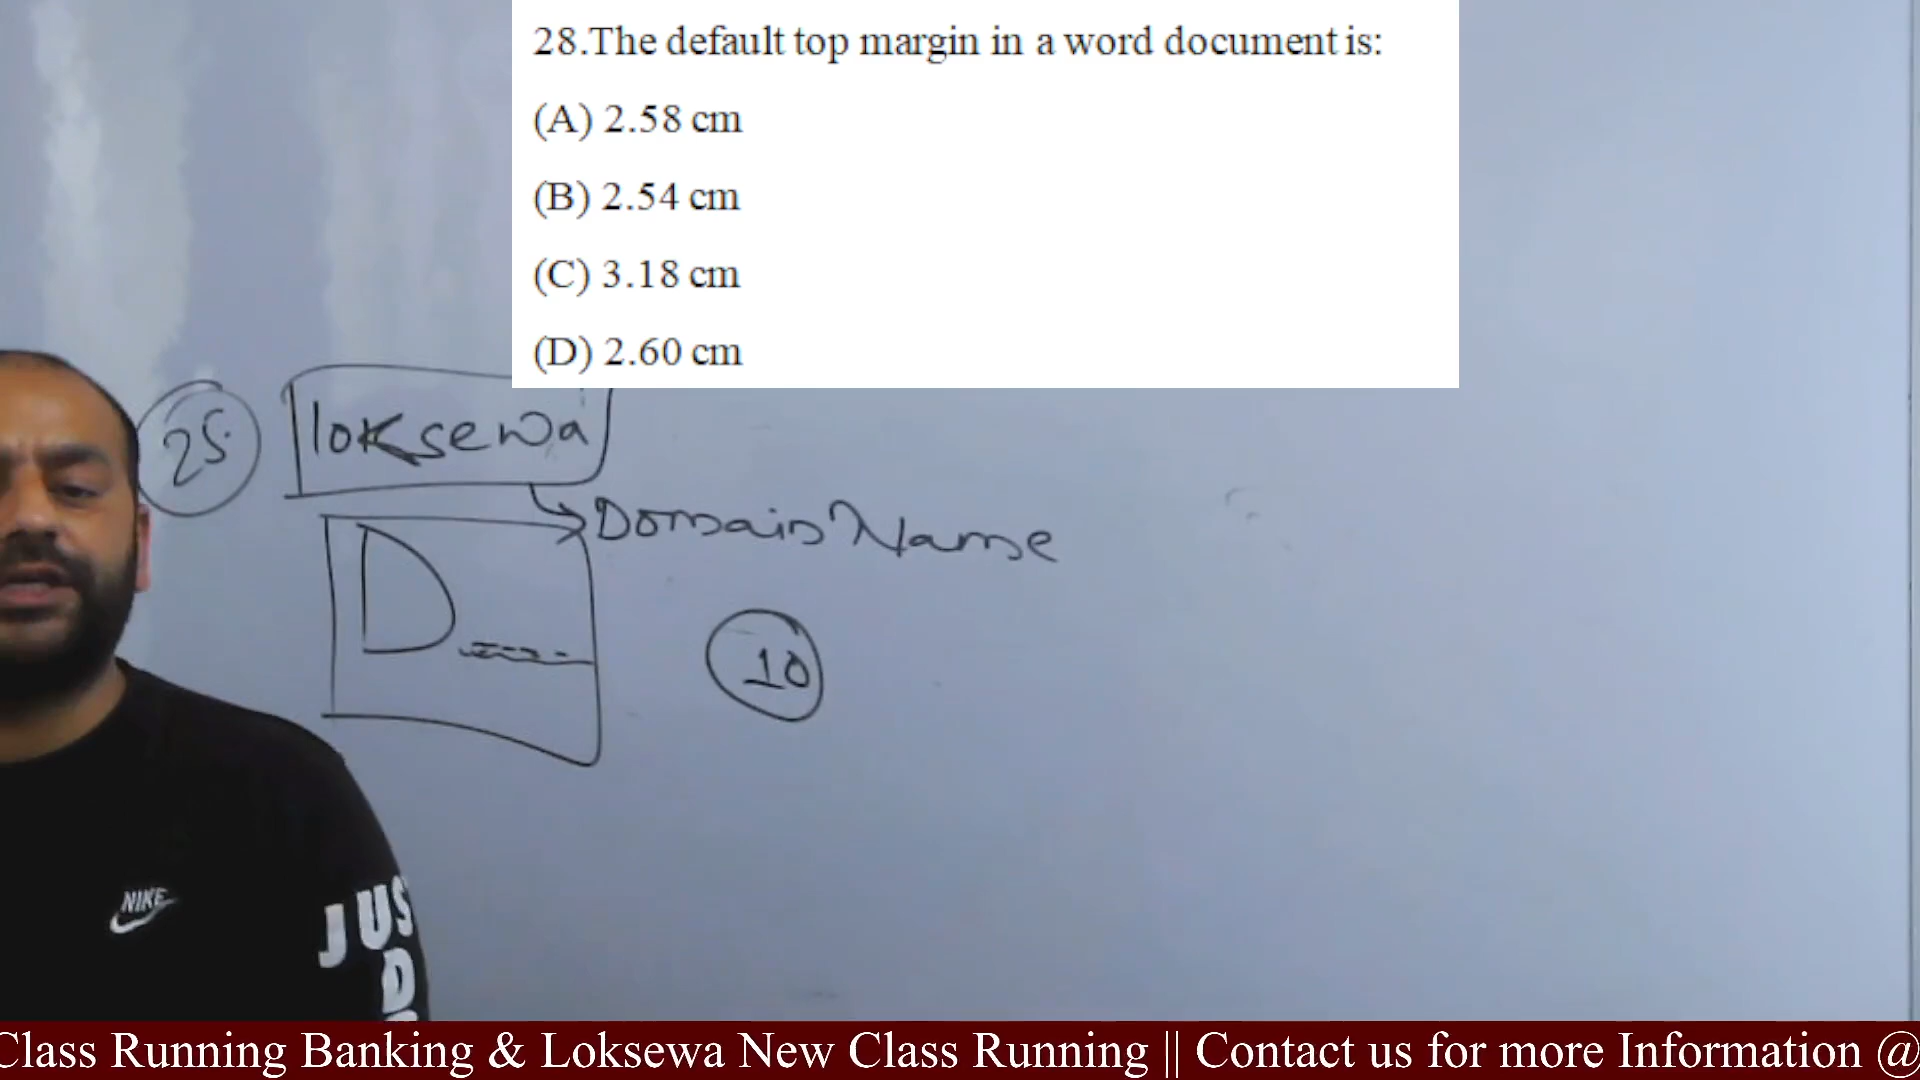 28.The default top margin in a word document is:
(A) 2.58 cm
(B) 2.54 cm
(C) 3.18 cm
(D) 2.60 cm
25
loksewa
Domain Name
D
10
NIKE
JUS
D
Class Running Banking & Loksewa New Class Running || Contact us for more Information @